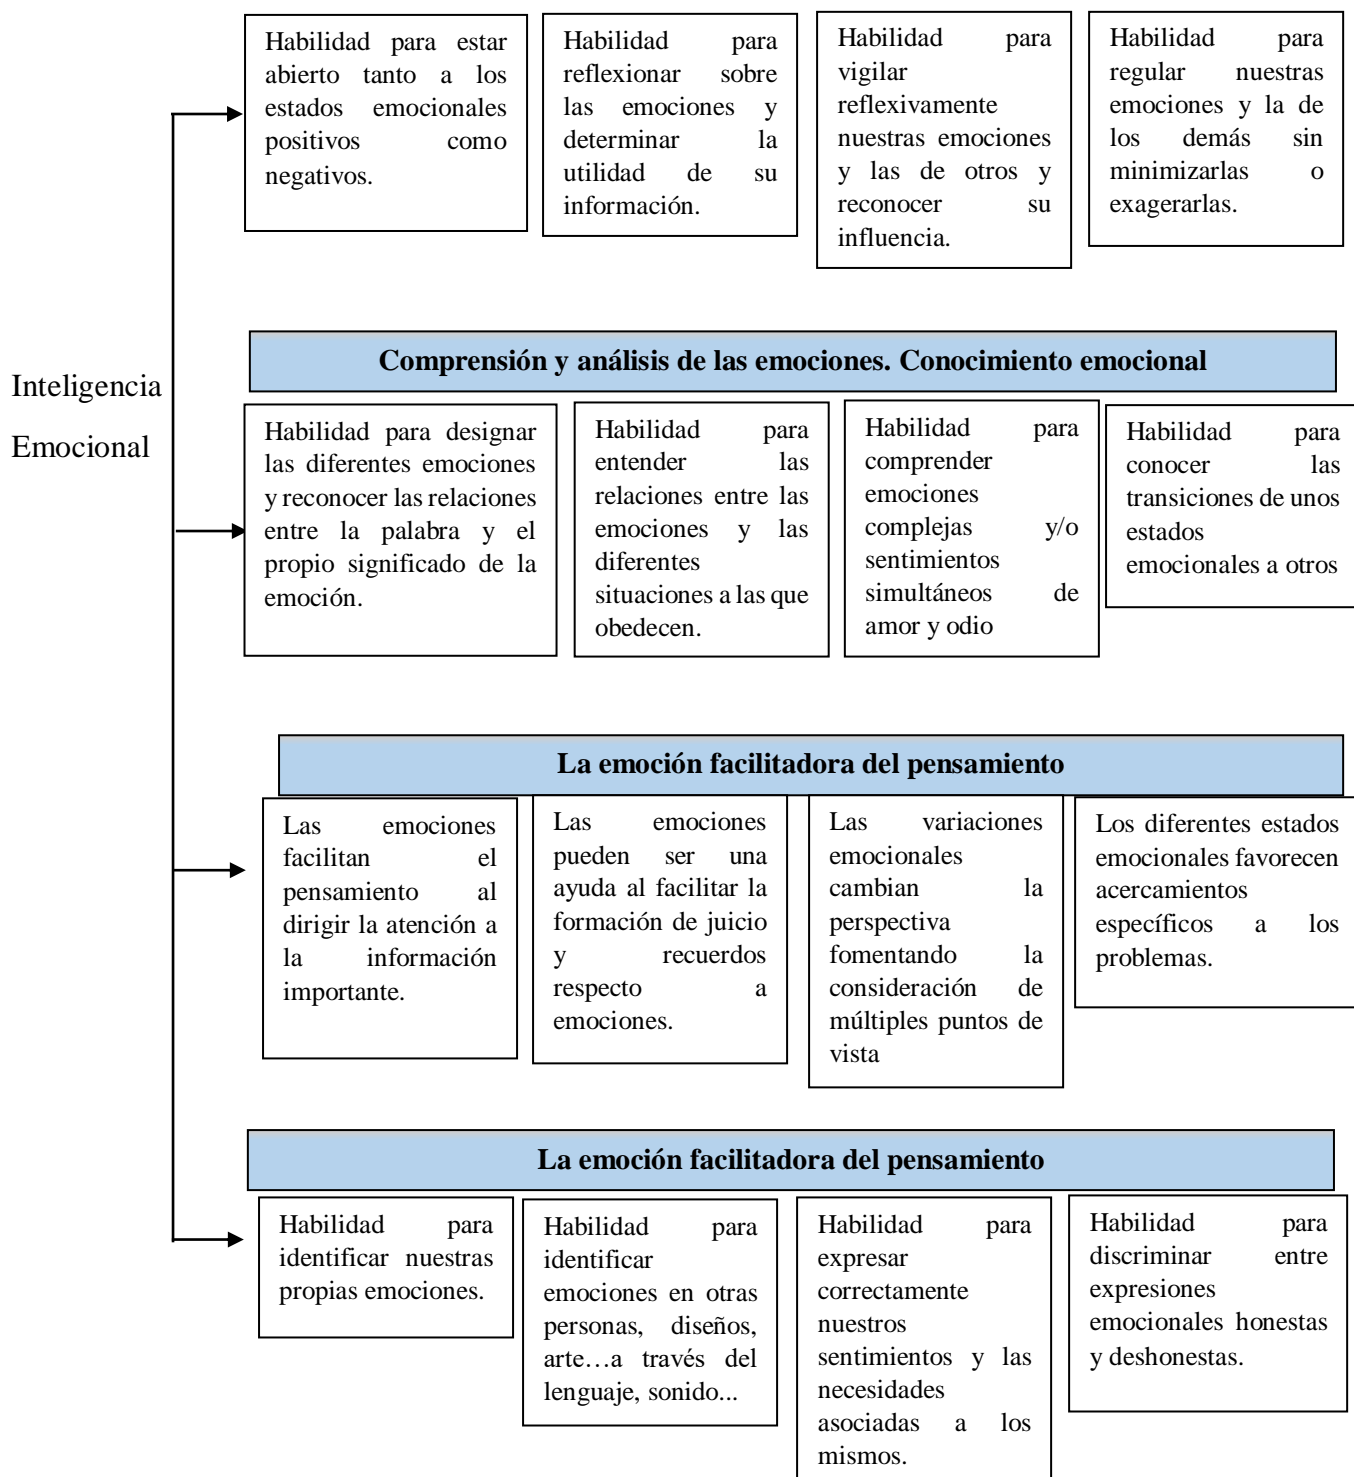 Habilidad para estar
abierto tanto a los
estados emocionales
positivos como
negativos.
Habilidad para
reflexionar sobre
las emociones y
determinar la
utilidad de su
información.
Habilidad para
vigilar
reflexivamente
nuestras emociones
y las de otros y
reconocer su
influencia.
Habilidad para
regular nuestras
emociones y la de
los demás sin
minimizarlas o
exagerarlas.
Inteligencia
Emocional
Comprensión y análisis de las emociones. Conocimiento emocional
Habilidad para designar
las diferentes emociones
y reconocer las relaciones
entre la palabra y el
propio significado de la
emoción.
Habilidad para
entender las
relaciones entre las
emociones y las
diferentes
situaciones a las que
obedecen.
Habilidad para
comprender
emociones
complejas y/o
sentimientos
simultáneos de
amor y odio
Habilidad para
conocer las
transiciones de unos
estados
emocionales a otros
La emoción facilitadora del pensamiento
Las emociones
facilitan el
pensamiento al
dirigir la atención a
la información
importante.
Las emociones
pueden ser una
ayuda al facilitar la
formación de juicio
y recuerdos
respecto a
emociones.
Las variaciones
emocionales
cambian la
perspectiva
fomentando la
consideración de
múltiples puntos de
vista
Los diferentes estados
emocionales favorecen
acercamientos
específicos a los
problemas.
La emoción facilitadora del pensamiento
Habilidad para
identificar nuestras
propias emociones.
Habilidad para
identificar
emociones en otras
personas, diseños,
arte…a través del
lenguaje, sonido...
Habilidad para
expresar
correctamente
nuestros
sentimientos y las
necesidades
asociadas a los
mismos.
Habilidad para
discriminar entre
expresiones
emocionales honestas
y deshonestas.